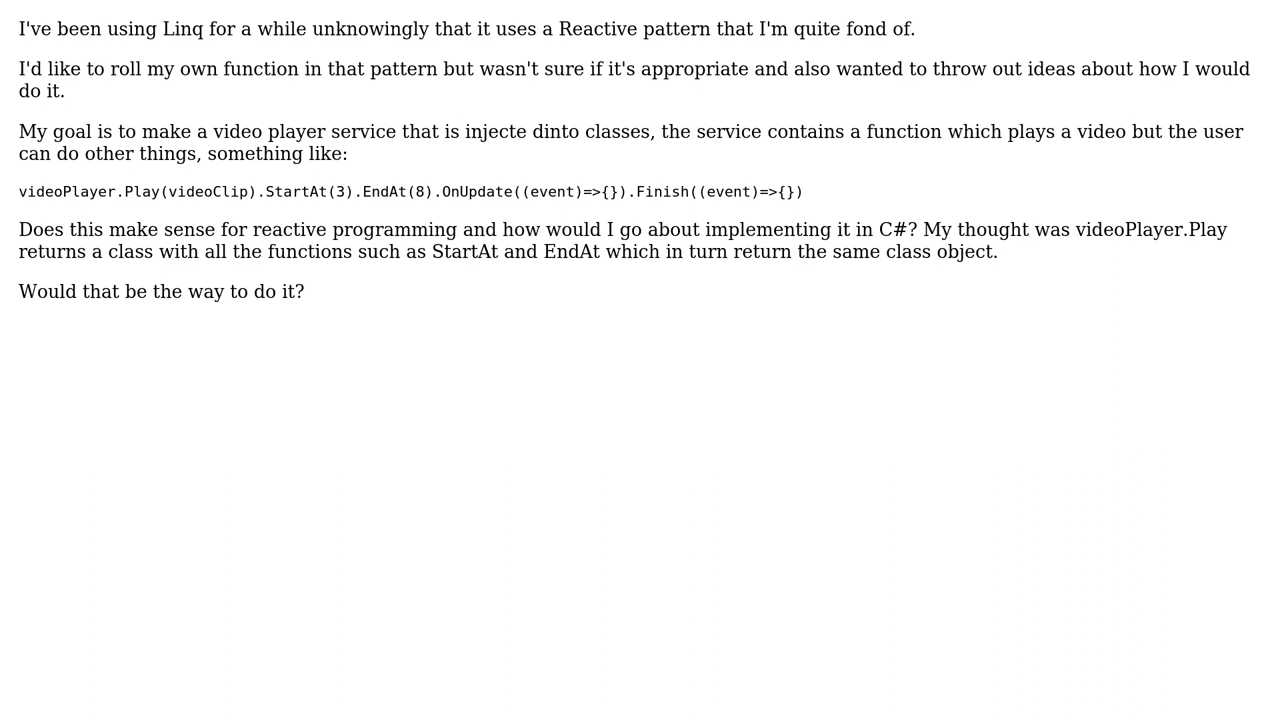 I've been using Linq for a while unknowingly that it uses a Reactive pattern that I'm quite fond of.
I'd like to roll my own function in that pattern but wasn't sure if it's appropriate and also wanted to throw out ideas about how I would
do it.
My goal is to make a video player service that is injecte dinto classes, the service contains a function which plays a video but the user
can do other things, something like:
videoPlayer.Play(videoClip).StartAt(3).EndAt(8).OnUpdate((event)=>{}).Finish((event)=>{})
Does this make sense for reactive programming and how would I go about implementing it in C#? My thought was videoPlayer.Play
returns a class with all the functions such as StartAt and EndAt which in turn return the same class object.
Would that be the way to do it?